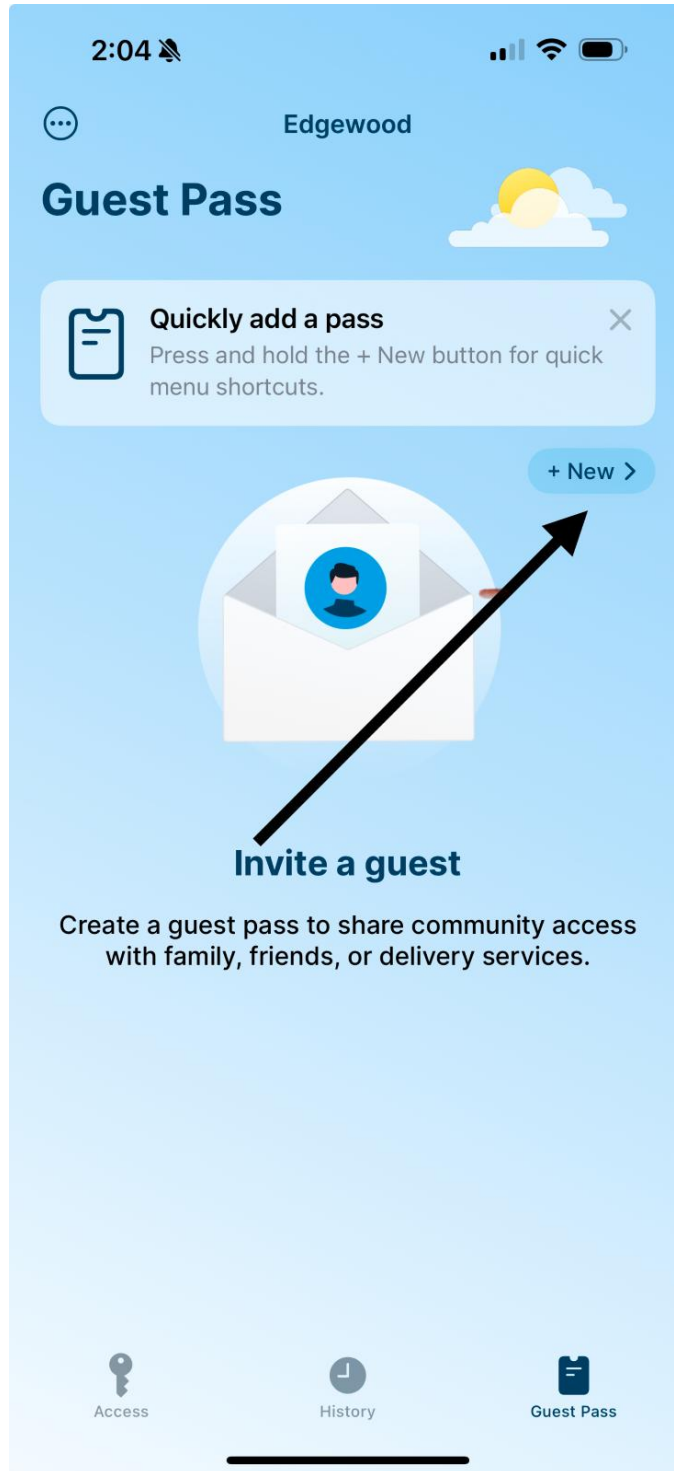 2:04
Edgewood
Guest Pass
Quickly add a pass
Press and hold the + New button for quick
menu shortcuts.
+ New >
Invite a guest
Create a guest pass to share community access
with family, friends, or delivery services.
Access
History
Guest Pass